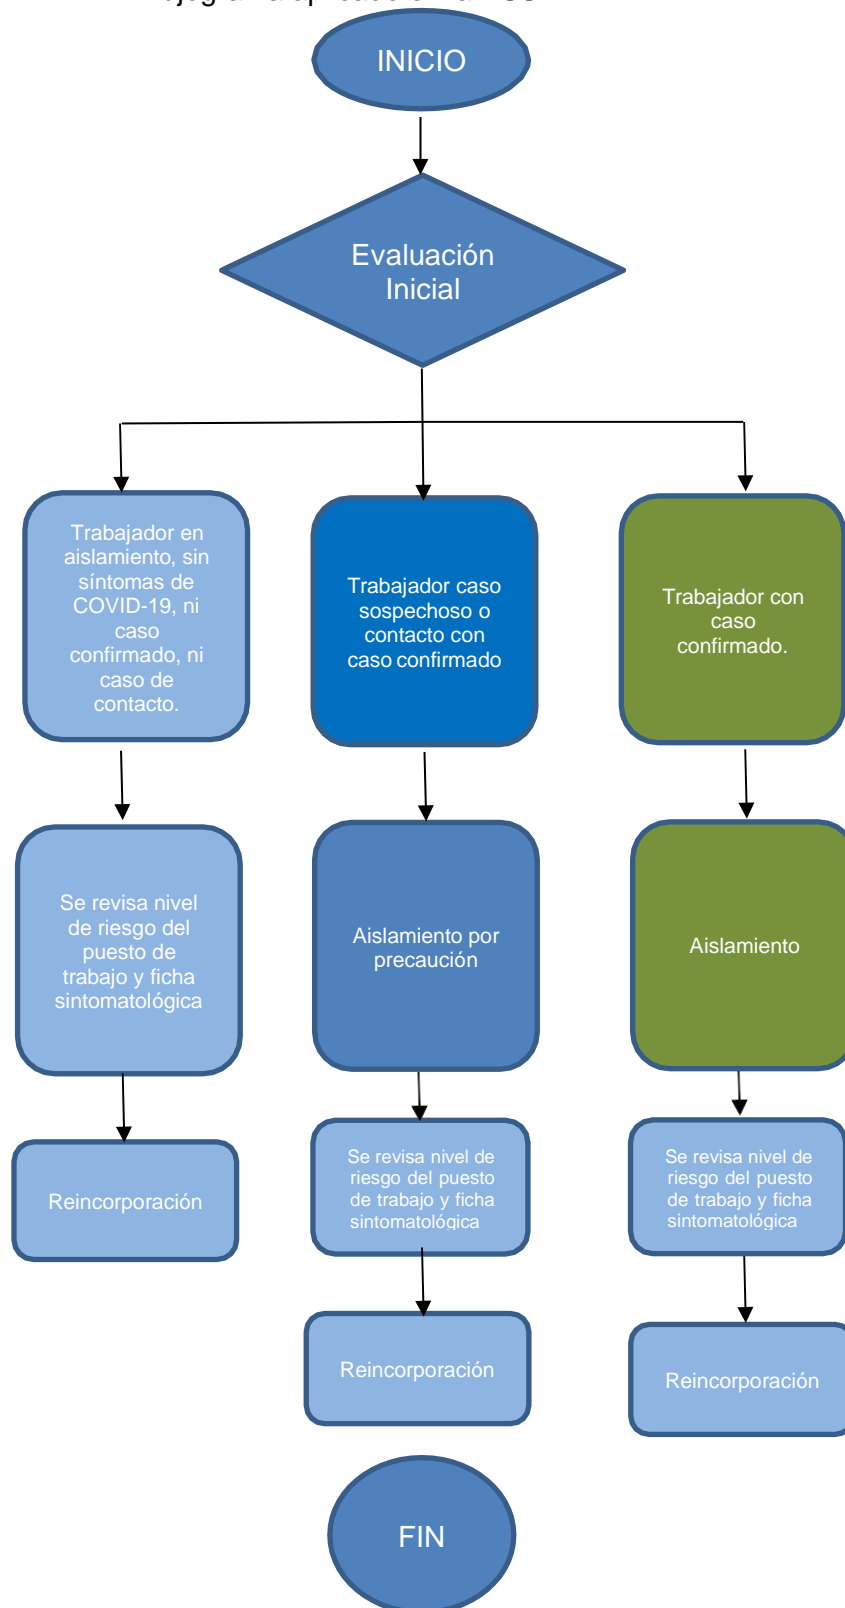 INICIO
Evaluación
Inicial
Trabajador en
aislamiento, sin
síntomas de
COVID-19, ni
caso
confirmado, ni
caso de
contacto.
Trabajador caso
sospechoso o
contacto con
caso confirmado
Trabajador con
caso
confirmado.
Se revisa nivel
de riesgo del
puesto de
trabajo y ficha
sintomatológica
Aislamiento por
precaución
Aislamiento
Reincorporación
Se revisa nivel de
riesgo del puesto
de trabajo y ficha
sintomatológica
Se revisa nivel de
riesgo del puesto
de trabajo y ficha
sintomatológica
Reincorporación
Reincorporación
FIN